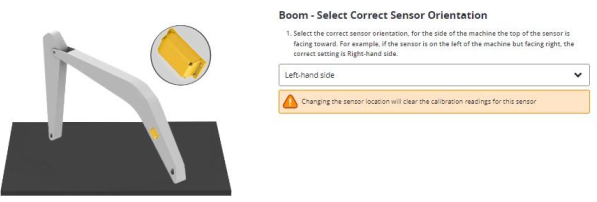 Boom - Select Correct Sensor Orientation
1. Select the correct sensor orientation, for the side of the machine the top of the sensor is
facing toward. For example, if the sensor is on the left of the machine but facing right, the
correct setting is Right-hand side.
Left-hand side
Changing the sensor location will clear the calibration readings for this sensor